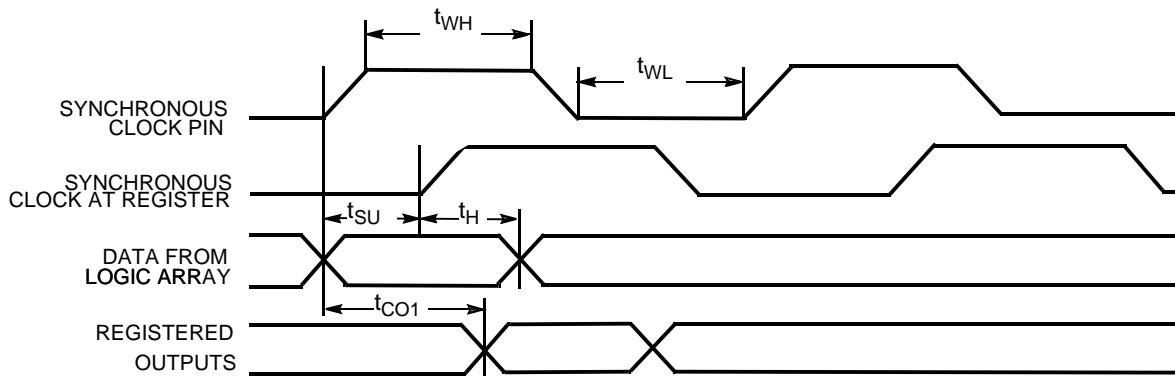 tWH
tWL
SYNCHRONOUS
CLOCK PIN
SYNCHRONOUS
CLOCK AT REGISTER
tSU
tH
DATA FROM
LOGIC ARRAY
tCO1
REGISTERED
OUTPUTS